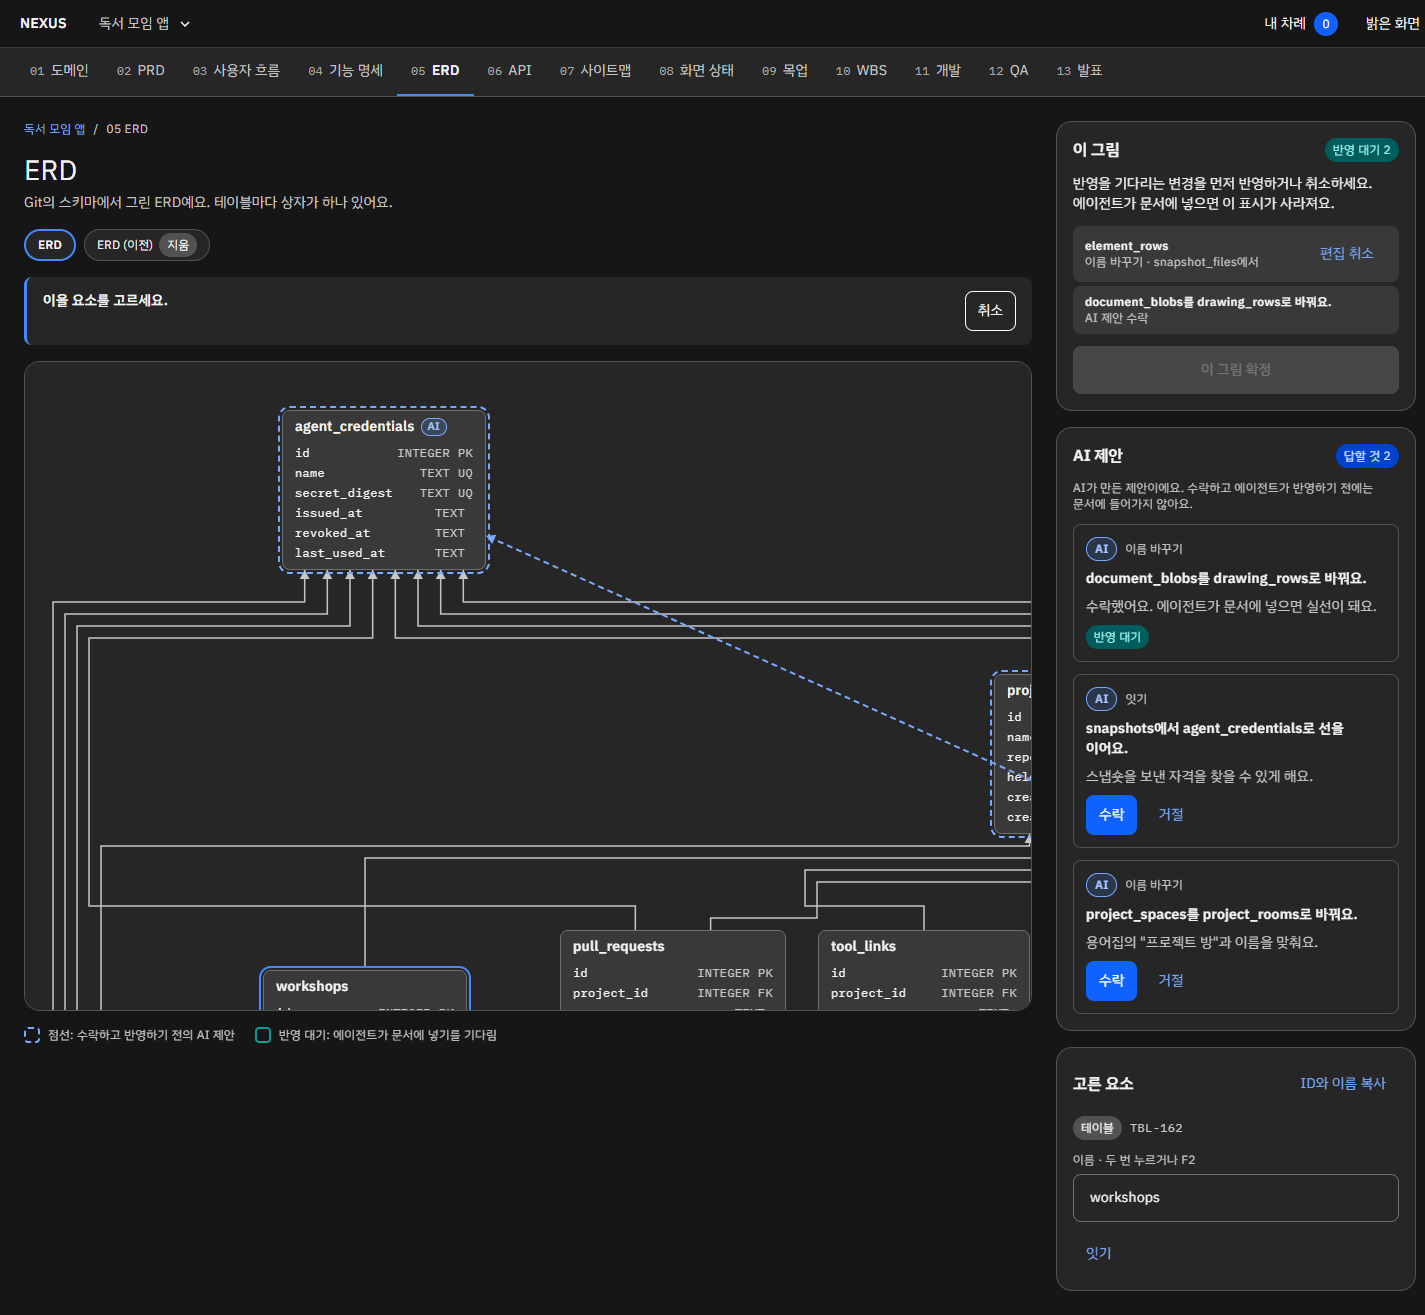 NEXUS 독서 모임 앱 내 차례 0 밝은 화면
01 도메인 02 PRD 03 사용자 흐름 04 기능 명세 05 ERD 06 API 07 사이트맵 08 화면 상태 09 목업 10 WBS 11 개발 12 QA 13 발표
독서 모임 앱 / 05 ERD
ERD
Git의 스키마에서 그린 ERD예요. 테이블마다 상자가 하나 있어요.
ERD ERD (이전) 지움
이을 요소를 고르세요.
취소
agent_credentials AI
id INTEGER PK
name TEXT UQ
secret_digest TEXT UQ
issued_at TEXT
revoked_at TEXT
last_used_at TEXT
proj
id
name
repo
held
crea
crea
pull_requests
id INTEGER PK
project_id INTEGER FK
tool_links
id INTEGER PK
project_id INTEGER FK
workshops
점선: 수락하고 반영하기 전의 AI 제안 반영 대기: 에이전트가 문서에 넣기를 기다림
이 그림 반영 대기 2
반영을 기다리는 변경을 먼저 반영하거나 취소하세요.
에이전트가 문서에 넣으면 이 표시가 사라져요.
element_rows
이름 바꾸기 · snapshot_files에서
편집 취소
document_blobs를 drawing_rows로 바꿔요.
AI 제안 수락
이 그림 확정
AI 제안 답할 것 2
AI가 만든 제안이에요. 수락하고 에이전트가 반영하기 전에는
문서에 들어가지 않아요.
AI 이름 바꾸기
document_blobs를 drawing_rows로 바꿔요.
수락했어요. 에이전트가 문서에 넣으면 실선이 돼요.
반영 대기
AI 잇기
snapshots에서 agent_credentials로 선을
이어요.
스냅숏을 보낸 자격을 찾을 수 있게 해요.
수락 거절
AI 이름 바꾸기
project_spaces를 project_rooms로 바꿔요.
용어집의 "프로젝트 방"과 이름을 맞춰요.
수락 거절
고른 요소 ID와 이름 복사
테이블 TBL-162
이름 · 두 번 누르거나 F2
workshops
잇기